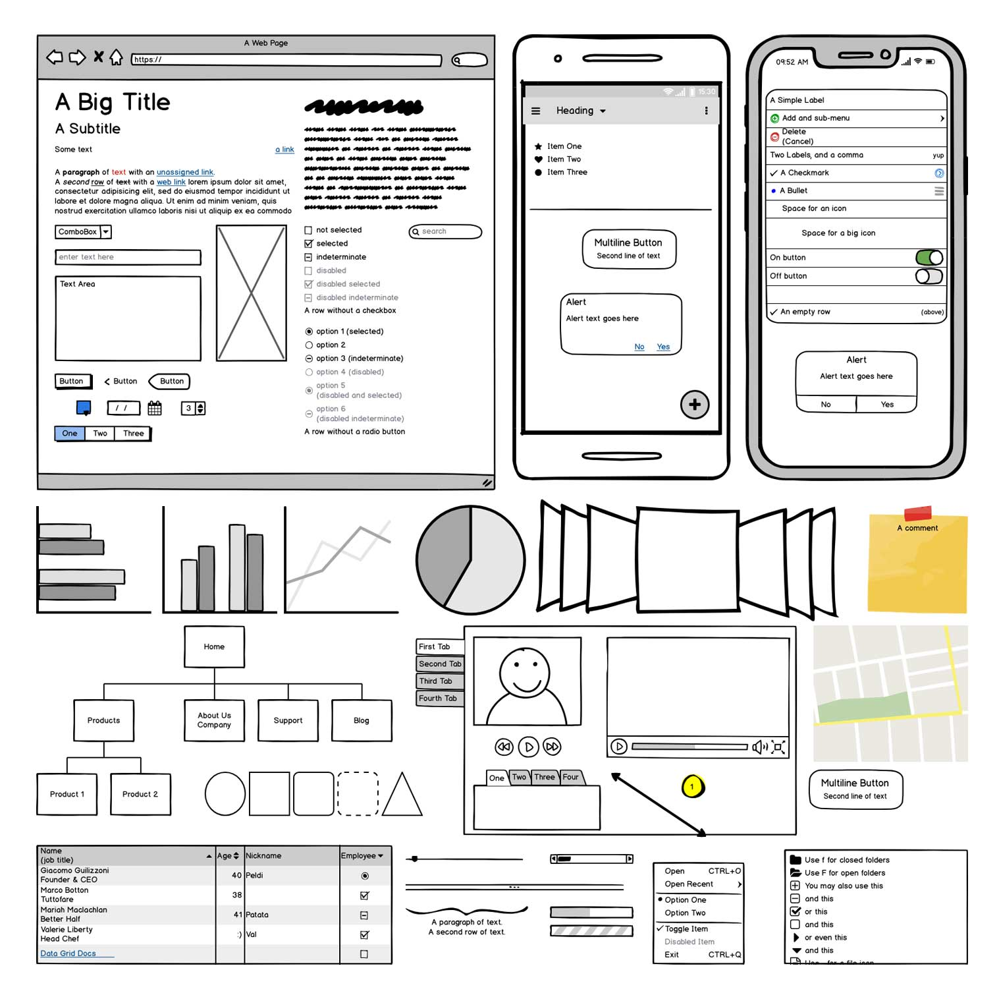 A Web Page
https://
A Big Title
A Subtitle
Some text
a link
A paragraph of text with an unassigned link.
A second row of text with a web link lorem ipsum dolor sit amet,
consectetur adipisicing elit, sed do eiusmod tempor incididunt ut
labore et dolore magna aliqua. Ut enim ad minim veniam, quis
nostrud exercitation ullamco laboris nisi ut aliquip ex ea commodo
ComboBox
enter text here
Text Area
Button
Button
Button
/ /
3
One
Two
Three
not selected
selected
indeterminate
disabled
disabled selected
disabled indeterminate
A row without a checkbox
search
option 1 (selected)
option 2
option 3 (indeterminate)
option 4 (disabled)
option 5
(disabled and selected)
option 6
(disabled indeterminate)
A row without a radio button
15:30
Heading
Item One
Item Two
Item Three
Multiline Button
Second line of text
Alert
Alert text goes here
No
Yes
09:52 AM
A Simple Label
Add and sub-menu
Delete
(Cancel)
Two Labels, and a comma
yup
A Checkmark
A Bullet
Space for an icon
Space for a big icon
On button
Off button
An empty row
(above)
Alert
Alert text goes here
No
Yes
A comment
Home
Products
About Us
Company
Support
Blog
Product 1
Product 2
First Tab
Second Tab
Third Tab
Fourth Tab
One
Two
Three
Four
1
Multiline Button
Second line of text
Name
(job title)
Age
Nickname
Employee
Giacomo Guilizzoni
Founder & CEO
40
Peldi
Marco Botton
Tuttofare
38
Mariah Maclachlan
Better Half
41
Patata
Valerie Liberty
Head Chef
:)
Val
Data Grid Docs
A paragraph of text.
A second row of text.
Open CTRL+O
Open Recent
Option One
Option Two
Toggle Item
Disabled Item
Exit CTRL+Q
Use f for closed folders
Use F for open folders
You may also use this
and this
or this
and this
or even this
and this
Use - for a file icon